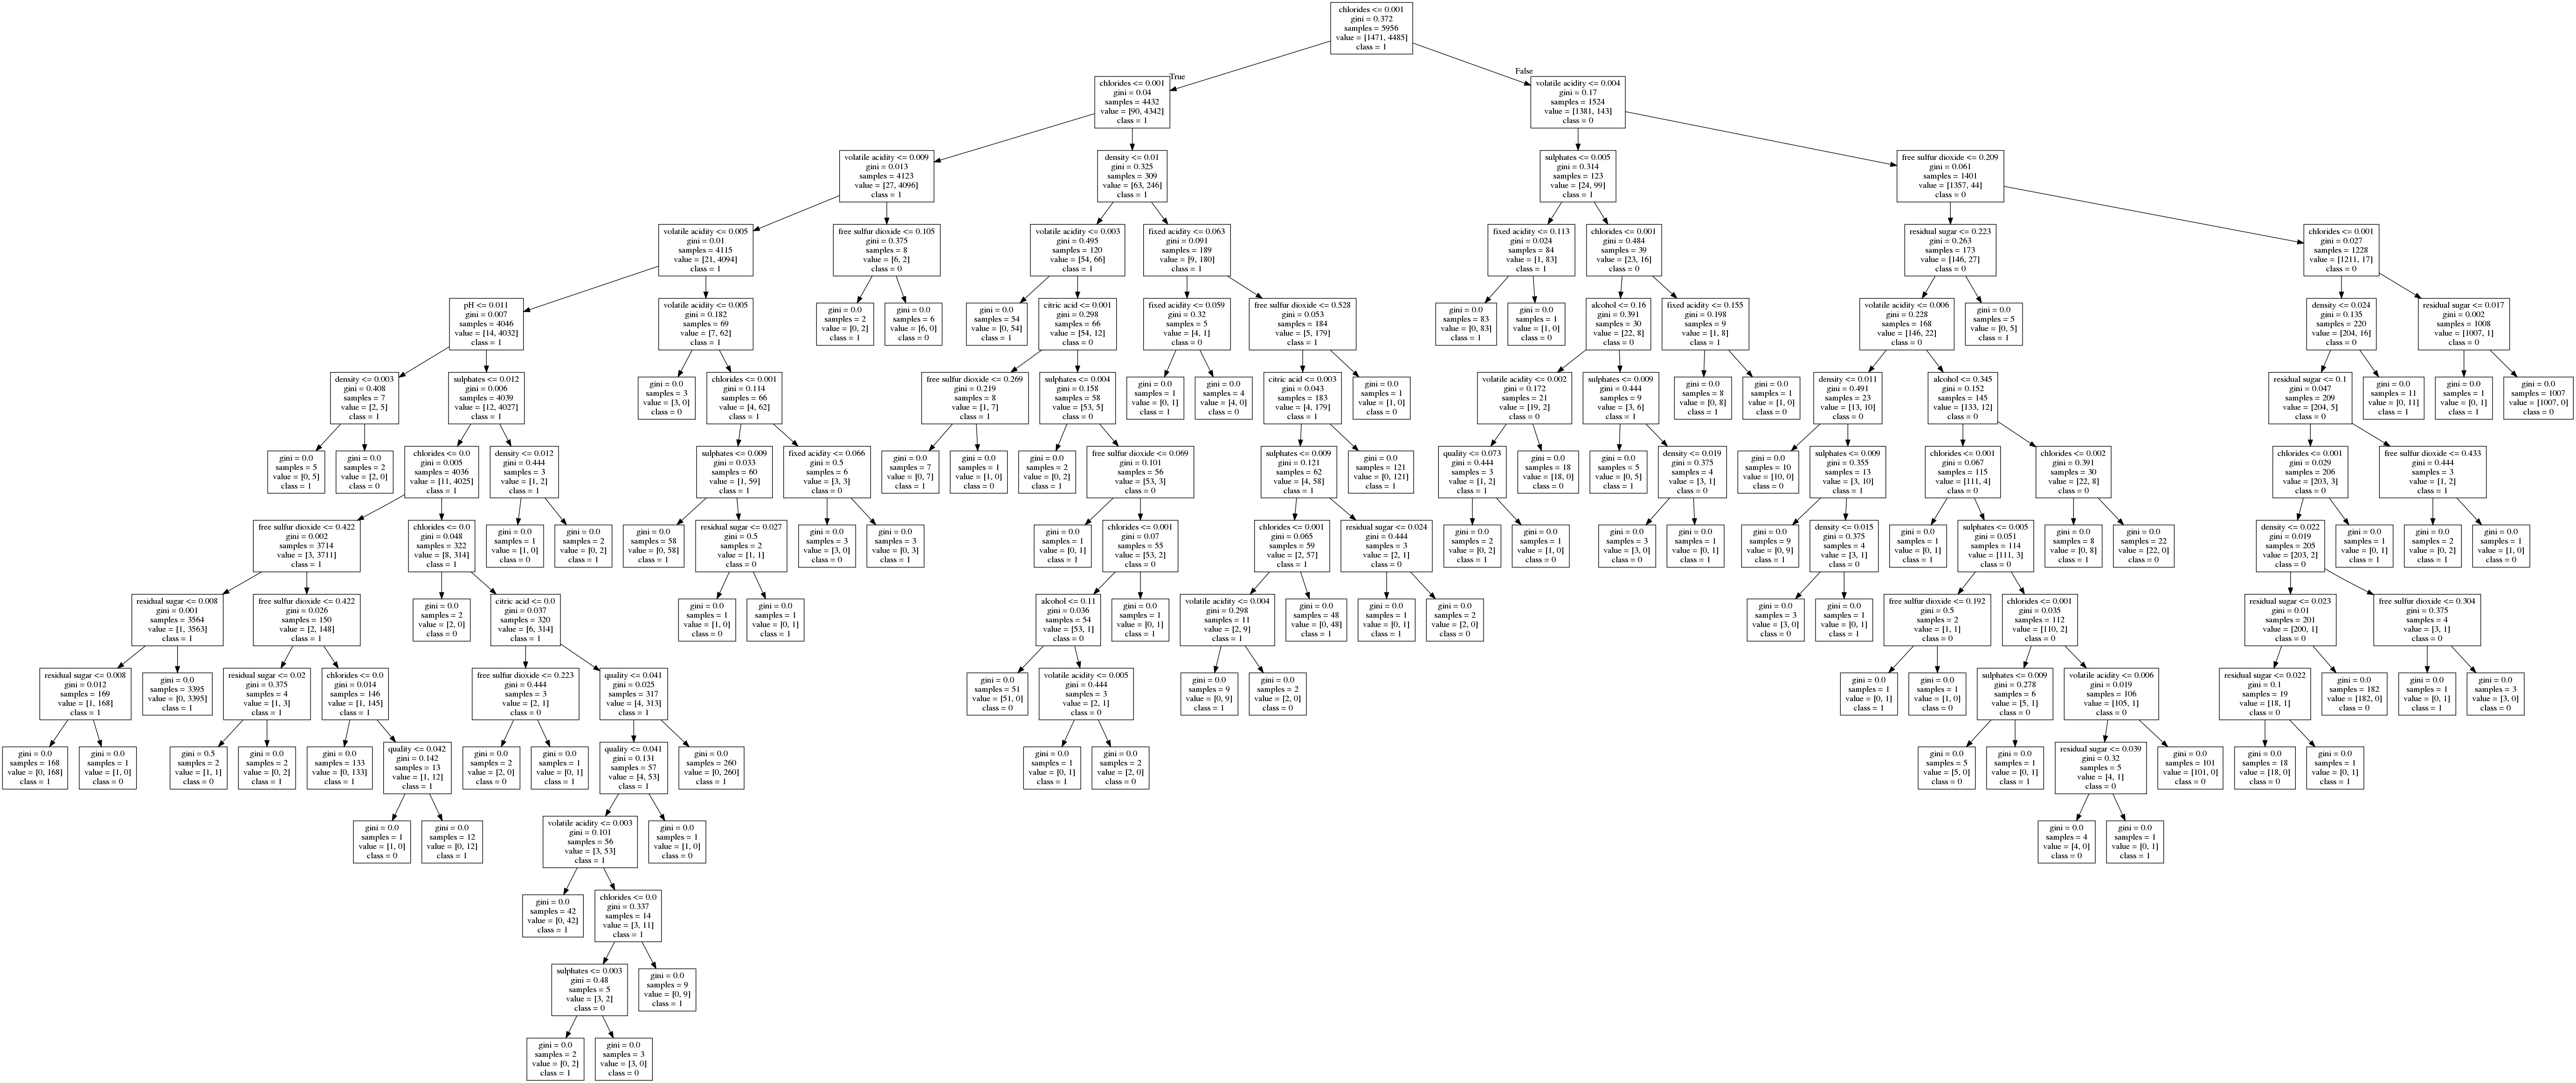 chlorides <= 0.001
gini = 0.372
samples = 5956
value = [1471, 4485]
class = 1
True
False
chlorides <= 0.001
gini = 0.04
samples = 4432
value = [90, 4342]
class = 1
volatile acidity <= 0.004
gini = 0.17
samples = 1524
value = [1381, 143]
class = 0
volatile acidity <= 0.009
gini = 0.013
samples = 4123
value = [27, 4096]
class = 1
density <= 0.01
gini = 0.325
samples = 309
value = [63, 246]
class = 1
sulphates <= 0.005
gini = 0.314
samples = 123
value = [24, 99]
class = 1
free sulfur dioxide <= 0.209
gini = 0.061
samples = 1401
value = [1357, 44]
class = 0
volatile acidity <= 0.005
gini = 0.01
samples = 4115
value = [21, 4094]
class = 1
free sulfur dioxide <= 0.105
gini = 0.375
samples = 8
value = [6, 2]
class = 0
volatile acidity <= 0.003
gini = 0.495
samples = 120
value = [54, 66]
class = 1
fixed acidity <= 0.063
gini = 0.091
samples = 189
value = [9, 180]
class = 1
fixed acidity <= 0.113
gini = 0.024
samples = 84
value = [1, 83]
class = 1
chlorides <= 0.001
gini = 0.484
samples = 39
value = [23, 16]
class = 0
residual sugar <= 0.223
gini = 0.263
samples = 173
value = [146, 27]
class = 0
chlorides <= 0.001
gini = 0.027
samples = 1228
value = [1211, 17]
class = 0
pH <= 0.011
gini = 0.007
samples = 4046
value = [14, 4032]
class = 1
volatile acidity <= 0.005
gini = 0.182
samples = 69
value = [7, 62]
class = 1
gini = 0.0
samples = 2
value = [0, 2]
class = 1
gini = 0.0
samples = 6
value = [6, 0]
class = 0
gini = 0.0
samples = 54
value = [0, 54]
class = 1
citric acid <= 0.001
gini = 0.298
samples = 66
value = [54, 12]
class = 0
fixed acidity <= 0.059
gini = 0.32
samples = 5
value = [4, 1]
class = 0
free sulfur dioxide <= 0.528
gini = 0.053
samples = 184
value = [5, 179]
class = 1
gini = 0.0
samples = 83
value = [0, 83]
class = 1
gini = 0.0
samples = 1
value = [1, 0]
class = 0
alcohol <= 0.16
gini = 0.391
samples = 30
value = [22, 8]
class = 0
fixed acidity <= 0.155
gini = 0.198
samples = 9
value = [1, 8]
class = 1
volatile acidity <= 0.006
gini = 0.228
samples = 168
value = [146, 22]
class = 0
gini = 0.0
samples = 5
value = [0, 5]
class = 1
density <= 0.024
gini = 0.135
samples = 220
value = [204, 16]
class = 0
residual sugar <= 0.017
gini = 0.002
samples = 1008
value = [1007, 1]
class = 0
density <= 0.003
gini = 0.408
samples = 7
value = [2, 5]
class = 1
sulphates <= 0.012
gini = 0.006
samples = 4039
value = [12, 4027]
class = 1
gini = 0.0
samples = 3
value = [3, 0]
class = 0
chlorides <= 0.001
gini = 0.114
samples = 66
value = [4, 62]
class = 1
free sulfur dioxide <= 0.269
gini = 0.219
samples = 8
value = [1, 7]
class = 1
sulphates <= 0.004
gini = 0.158
samples = 58
value = [53, 5]
class = 0
gini = 0.0
samples = 1
value = [0, 1]
class = 1
gini = 0.0
samples = 4
value = [4, 0]
class = 0
citric acid <= 0.003
gini = 0.043
samples = 183
value = [4, 179]
class = 1
gini = 0.0
samples = 1
value = [1, 0]
class = 0
volatile acidity <= 0.002
gini = 0.172
samples = 21
value = [19, 2]
class = 0
sulphates <= 0.009
gini = 0.444
samples = 9
value = [3, 6]
class = 1
gini = 0.0
samples = 8
value = [0, 8]
class = 1
gini = 0.0
samples = 1
value = [1, 0]
class = 0
density <= 0.011
gini = 0.491
samples = 23
value = [13, 10]
class = 0
alcohol <= 0.345
gini = 0.152
samples = 145
value = [133, 12]
class = 0
residual sugar <= 0.1
gini = 0.047
samples = 209
value = [204, 5]
class = 0
gini = 0.0
samples = 11
value = [0, 11]
class = 1
gini = 0.0
samples = 1
value = [0, 1]
class = 1
gini = 0.0
samples = 1007
value = [1007, 0]
class = 0
gini = 0.0
samples = 5
value = [0, 5]
class = 1
gini = 0.0
samples = 2
value = [2, 0]
class = 0
chlorides <= 0.0
gini = 0.005
samples = 4036
value = [11, 4025]
class = 1
density <= 0.012
gini = 0.444
samples = 3
value = [1, 2]
class = 1
sulphates <= 0.009
gini = 0.033
samples = 60
value = [1, 59]
class = 1
fixed acidity <= 0.066
gini = 0.5
samples = 6
value = [3, 3]
class = 0
gini = 0.0
samples = 7
value = [0, 7]
class = 1
gini = 0.0
samples = 1
value = [1, 0]
class = 0
gini = 0.0
samples = 2
value = [0, 2]
class = 1
free sulfur dioxide <= 0.069
gini = 0.101
samples = 56
value = [53, 3]
class = 0
sulphates <= 0.009
gini = 0.121
samples = 62
value = [4, 58]
class = 1
gini = 0.0
samples = 121
value = [0, 121]
class = 1
quality <= 0.073
gini = 0.444
samples = 3
value = [1, 2]
class = 1
gini = 0.0
samples = 18
value = [18, 0]
class = 0
gini = 0.0
samples = 5
value = [0, 5]
class = 1
density <= 0.019
gini = 0.375
samples = 4
value = [3, 1]
class = 0
gini = 0.0
samples = 10
value = [10, 0]
class = 0
sulphates <= 0.009
gini = 0.355
samples = 13
value = [3, 10]
class = 1
chlorides <= 0.001
gini = 0.067
samples = 115
value = [111, 4]
class = 0
chlorides <= 0.002
gini = 0.391
samples = 30
value = [22, 8]
class = 0
chlorides <= 0.001
gini = 0.029
samples = 206
value = [203, 3]
class = 0
free sulfur dioxide <= 0.433
gini = 0.444
samples = 3
value = [1, 2]
class = 1
free sulfur dioxide <= 0.422
gini = 0.002
samples = 3714
value = [3, 3711]
class = 1
chlorides <= 0.0
gini = 0.048
samples = 322
value = [8, 314]
class = 1
gini = 0.0
samples = 1
value = [1, 0]
class = 0
gini = 0.0
samples = 2
value = [0, 2]
class = 1
gini = 0.0
samples = 58
value = [0, 58]
class = 1
residual sugar <= 0.027
gini = 0.5
samples = 2
value = [1, 1]
class = 0
gini = 0.0
samples = 3
value = [3, 0]
class = 0
gini = 0.0
samples = 3
value = [0, 3]
class = 1
gini = 0.0
samples = 1
value = [0, 1]
class = 1
chlorides <= 0.001
gini = 0.07
samples = 55
value = [53, 2]
class = 0
chlorides <= 0.001
gini = 0.065
samples = 59
value = [2, 57]
class = 1
residual sugar <= 0.024
gini = 0.444
samples = 3
value = [2, 1]
class = 0
gini = 0.0
samples = 2
value = [0, 2]
class = 1
gini = 0.0
samples = 1
value = [1, 0]
class = 0
gini = 0.0
samples = 3
value = [3, 0]
class = 0
gini = 0.0
samples = 1
value = [0, 1]
class = 1
gini = 0.0
samples = 9
value = [0, 9]
class = 1
density <= 0.015
gini = 0.375
samples = 4
value = [3, 1]
class = 0
gini = 0.0
samples = 1
value = [0, 1]
class = 1
sulphates <= 0.005
gini = 0.051
samples = 114
value = [111, 3]
class = 0
gini = 0.0
samples = 8
value = [0, 8]
class = 1
gini = 0.0
samples = 22
value = [22, 0]
class = 0
density <= 0.022
gini = 0.019
samples = 205
value = [203, 2]
class = 0
gini = 0.0
samples = 1
value = [0, 1]
class = 1
gini = 0.0
samples = 2
value = [0, 2]
class = 1
gini = 0.0
samples = 1
value = [1, 0]
class = 0
residual sugar <= 0.008
gini = 0.001
samples = 3564
value = [1, 3563]
class = 1
free sulfur dioxide <= 0.422
gini = 0.026
samples = 150
value = [2, 148]
class = 1
gini = 0.0
samples = 2
value = [2, 0]
class = 0
citric acid <= 0.0
gini = 0.037
samples = 320
value = [6, 314]
class = 1
gini = 0.0
samples = 1
value = [1, 0]
class = 0
gini = 0.0
samples = 1
value = [0, 1]
class = 1
alcohol <= 0.11
gini = 0.036
samples = 54
value = [53, 1]
class = 0
gini = 0.0
samples = 1
value = [0, 1]
class = 1
volatile acidity <= 0.004
gini = 0.298
samples = 11
value = [2, 9]
class = 1
gini = 0.0
samples = 48
value = [0, 48]
class = 1
gini = 0.0
samples = 1
value = [0, 1]
class = 1
gini = 0.0
samples = 2
value = [2, 0]
class = 0
gini = 0.0
samples = 3
value = [3, 0]
class = 0
gini = 0.0
samples = 1
value = [0, 1]
class = 1
free sulfur dioxide <= 0.192
gini = 0.5
samples = 2
value = [1, 1]
class = 0
chlorides <= 0.001
gini = 0.035
samples = 112
value = [110, 2]
class = 0
residual sugar <= 0.023
gini = 0.01
samples = 201
value = [200, 1]
class = 0
free sulfur dioxide <= 0.304
gini = 0.375
samples = 4
value = [3, 1]
class = 0
residual sugar <= 0.008
gini = 0.012
samples = 169
value = [1, 168]
class = 1
gini = 0.0
samples = 3395
value = [0, 3395]
class = 1
residual sugar <= 0.02
gini = 0.375
samples = 4
value = [1, 3]
class = 1
chlorides <= 0.0
gini = 0.014
samples = 146
value = [1, 145]
class = 1
free sulfur dioxide <= 0.223
gini = 0.444
samples = 3
value = [2, 1]
class = 0
quality <= 0.041
gini = 0.025
samples = 317
value = [4, 313]
class = 1
gini = 0.0
samples = 51
value = [51, 0]
class = 0
volatile acidity <= 0.005
gini = 0.444
samples = 3
value = [2, 1]
class = 0
gini = 0.0
samples = 9
value = [0, 9]
class = 1
gini = 0.0
samples = 2
value = [2, 0]
class = 0
gini = 0.0
samples = 1
value = [0, 1]
class = 1
gini = 0.0
samples = 1
value = [1, 0]
class = 0
sulphates <= 0.009
gini = 0.278
samples = 6
value = [5, 1]
class = 0
volatile acidity <= 0.006
gini = 0.019
samples = 106
value = [105, 1]
class = 0
residual sugar <= 0.022
gini = 0.1
samples = 19
value = [18, 1]
class = 0
gini = 0.0
samples = 182
value = [182, 0]
class = 0
gini = 0.0
samples = 1
value = [0, 1]
class = 1
gini = 0.0
samples = 3
value = [3, 0]
class = 0
gini = 0.0
samples = 168
value = [0, 168]
class = 1
gini = 0.0
samples = 1
value = [1, 0]
class = 0
gini = 0.5
samples = 2
value = [1, 1]
class = 0
gini = 0.0
samples = 2
value = [0, 2]
class = 1
gini = 0.0
samples = 133
value = [0, 133]
class = 1
quality <= 0.042
gini = 0.142
samples = 13
value = [1, 12]
class = 1
gini = 0.0
samples = 2
value = [2, 0]
class = 0
gini = 0.0
samples = 1
value = [0, 1]
class = 1
quality <= 0.041
gini = 0.131
samples = 57
value = [4, 53]
class = 1
gini = 0.0
samples = 260
value = [0, 260]
class = 1
gini = 0.0
samples = 1
value = [0, 1]
class = 1
gini = 0.0
samples = 2
value = [2, 0]
class = 0
gini = 0.0
samples = 5
value = [5, 0]
class = 0
gini = 0.0
samples = 1
value = [0, 1]
class = 1
residual sugar <= 0.039
gini = 0.32
samples = 5
value = [4, 1]
class = 0
gini = 0.0
samples = 101
value = [101, 0]
class = 0
gini = 0.0
samples = 18
value = [18, 0]
class = 0
gini = 0.0
samples = 1
value = [0, 1]
class = 1
gini = 0.0
samples = 1
value = [1, 0]
class = 0
gini = 0.0
samples = 12
value = [0, 12]
class = 1
volatile acidity <= 0.003
gini = 0.101
samples = 56
value = [3, 53]
class = 1
gini = 0.0
samples = 1
value = [1, 0]
class = 0
gini = 0.0
samples = 4
value = [4, 0]
class = 0
gini = 0.0
samples = 1
value = [0, 1]
class = 1
gini = 0.0
samples = 42
value = [0, 42]
class = 1
chlorides <= 0.0
gini = 0.337
samples = 14
value = [3, 11]
class = 1
sulphates <= 0.003
gini = 0.48
samples = 5
value = [3, 2]
class = 0
gini = 0.0
samples = 9
value = [0, 9]
class = 1
gini = 0.0
samples = 2
value = [0, 2]
class = 1
gini = 0.0
samples = 3
value = [3, 0]
class = 0